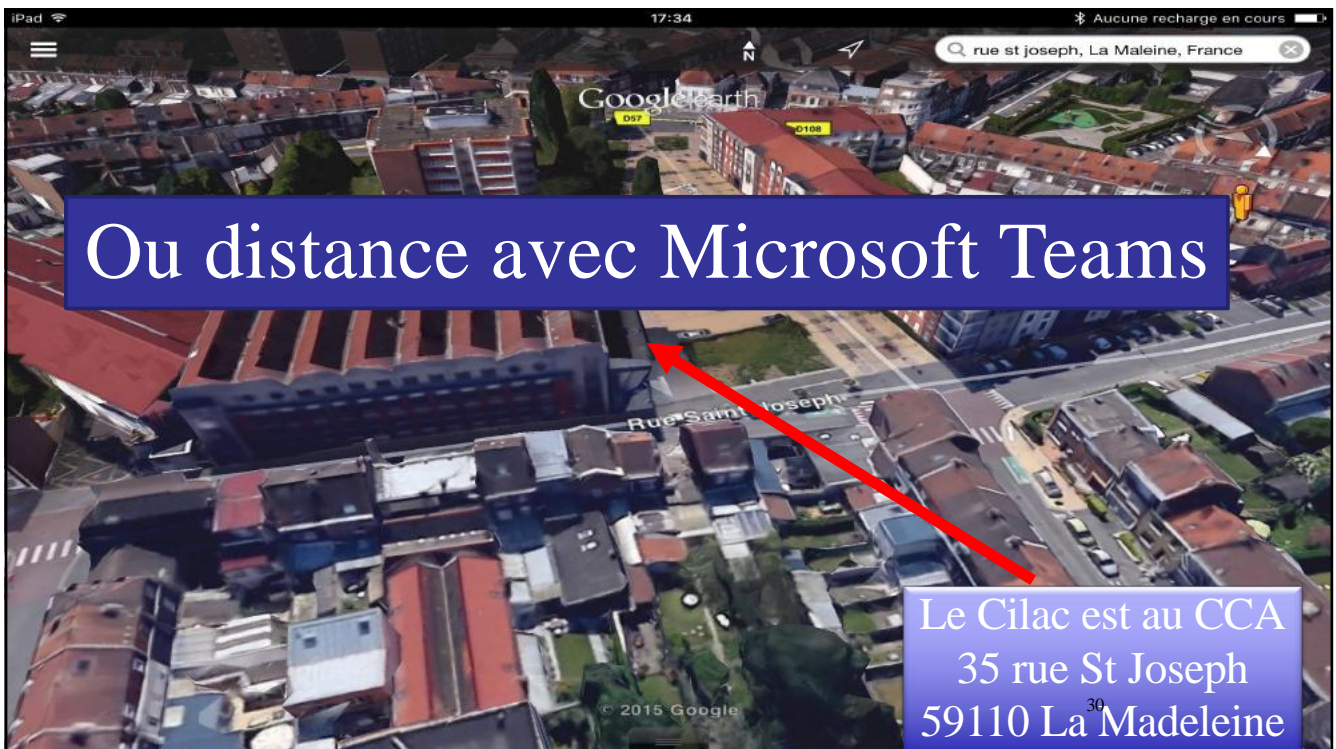 iPad 17:34 Aucune recharge en cours
N rue st joseph, La Maleine, France
Google earth
D57
D108
Ou distance avec Microsoft Teams
Rue Saint Joseph
Le Cilac est au CCA
35 rue St Joseph
30
59110 La Madeleine
© 2015 Google